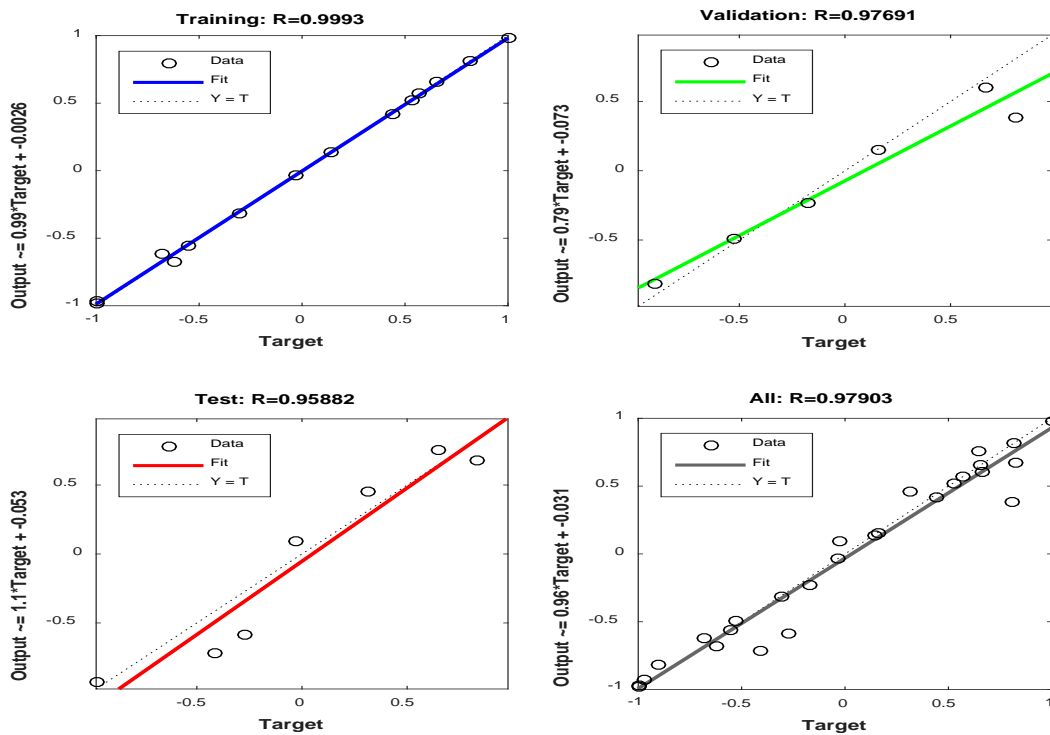 Training: R=0.9993
Output ~= 0.99*Target + -0.0026
1
0.5
0
-0.5
-1
Data
Fit
Y = T
-1
-0.5
0
0.5
1
Target
Validation: R=0.97691
Output ~= 0.79*Target + -0.073
0.5
0
-0.5
Data
Fit
Y = T
-0.5
0
0.5
Target
Test: R=0.95882
Output ~= 1.1*Target + -0.053
0.5
0
-0.5
Data
Fit
Y = T
-0.5
0
0.5
Target
All: R=0.97903
Output ~= 0.96*Target + -0.031
1
0.5
0
-0.5
-1
Data
Fit
Y = T
-1
-0.5
0
0.5
1
Target